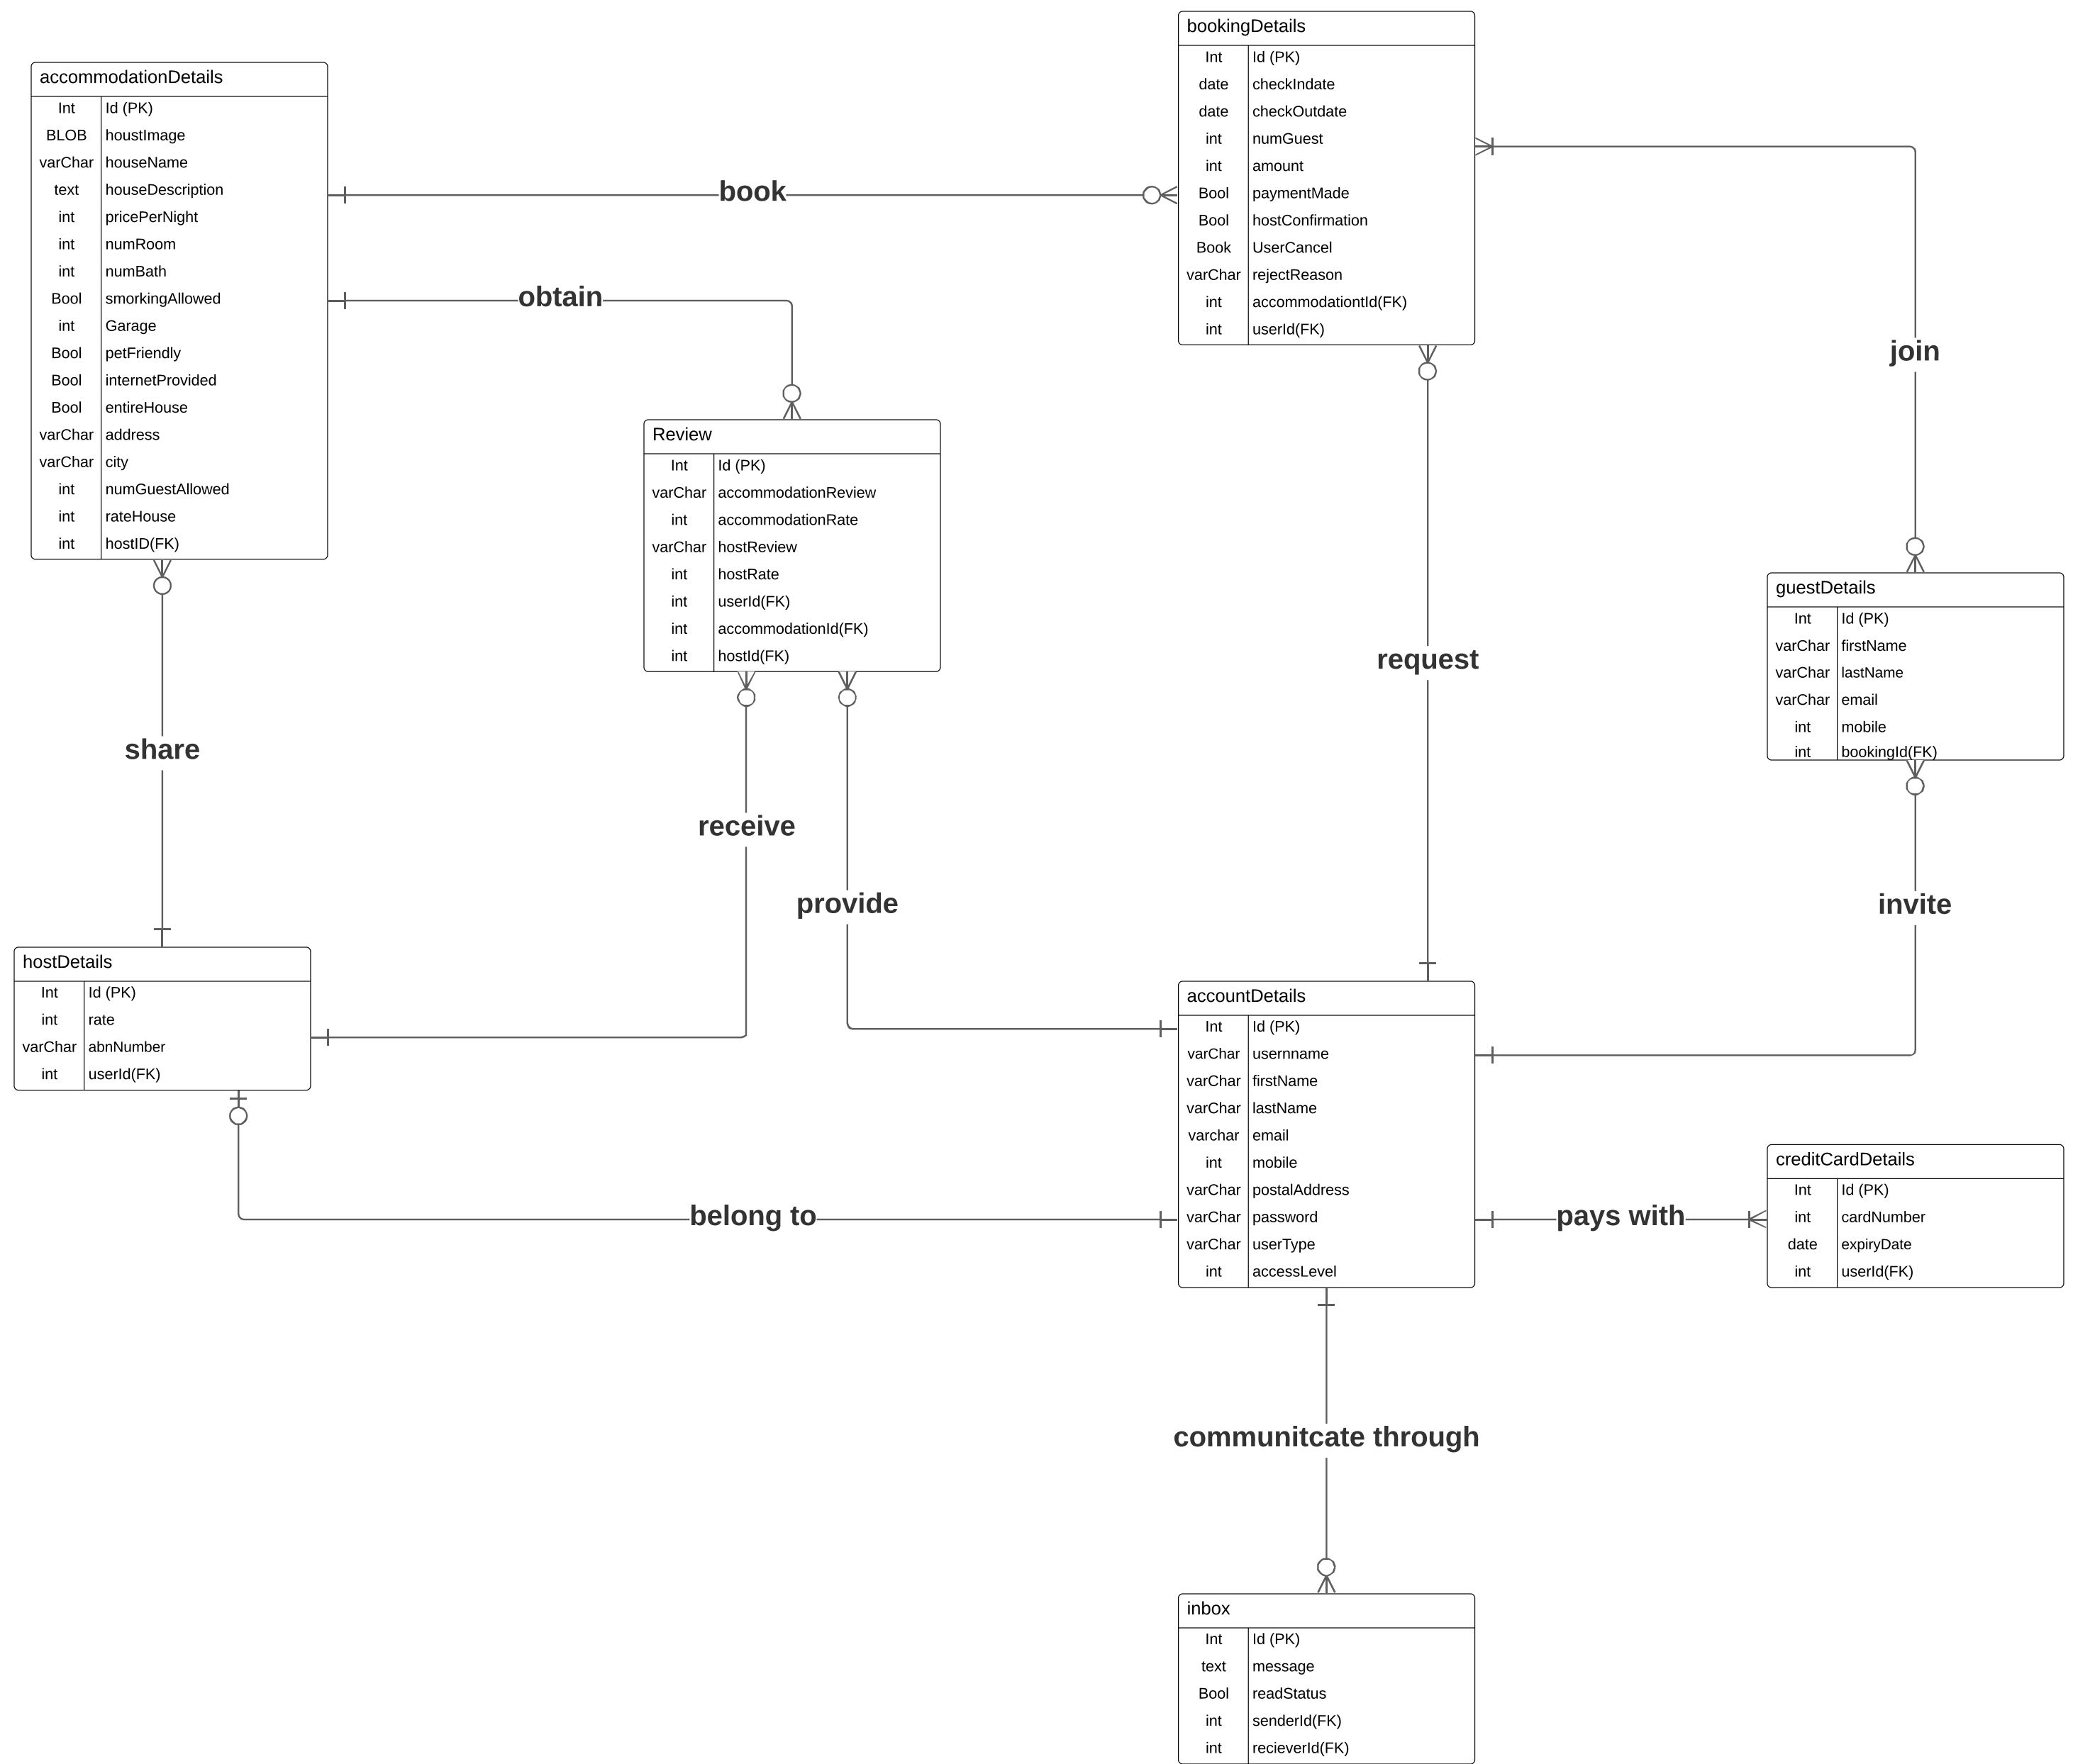 bookingDetails
Int Id (PK)
date checkIndate
date checkOutdate
int numGuest
int amount
Bool paymentMade
Bool hostConfirmation
Book UserCancel
varChar rejectReason
int accommodationtId(FK)
int userId(FK)
accommodationDetails
Int Id (PK)
BLOB houstImage
varChar houseName
text houseDescription
int pricePerNight
int numRoom
int numBath
Bool smorkingAllowed
int Garage
Bool petFriendly
Bool internetProvided
Bool entireHouse
varChar address
varChar city
int numGuestAllowed
int rateHouse
int hostID(FK)
book
obtain
join
Review
Int Id (PK)
varChar accommodationReview
int accommodationRate
varChar hostReview
int hostRate
int userId(FK)
int accommodationId(FK)
int hostId(FK)
guestDetails
Int Id (PK)
varChar firstName
varChar lastName
varChar email
int mobile
int bookingId(FK)
request
share
receive
provide
invite
hostDetails
Int Id (PK)
int rate
varChar abnNumber
int userId(FK)
accountDetails
Int Id (PK)
varChar usernname
varChar firstName
varChar lastName
varchar email
int mobile
varChar postalAddress
varChar password
varChar userType
int accessLevel
creditCardDetails
Int Id (PK)
int cardNumber
date expiryDate
int userId(FK)
belong to
pays with
communitcate through
inbox
Int Id (PK)
text message
Bool readStatus
int senderId(FK)
int recieverId(FK)